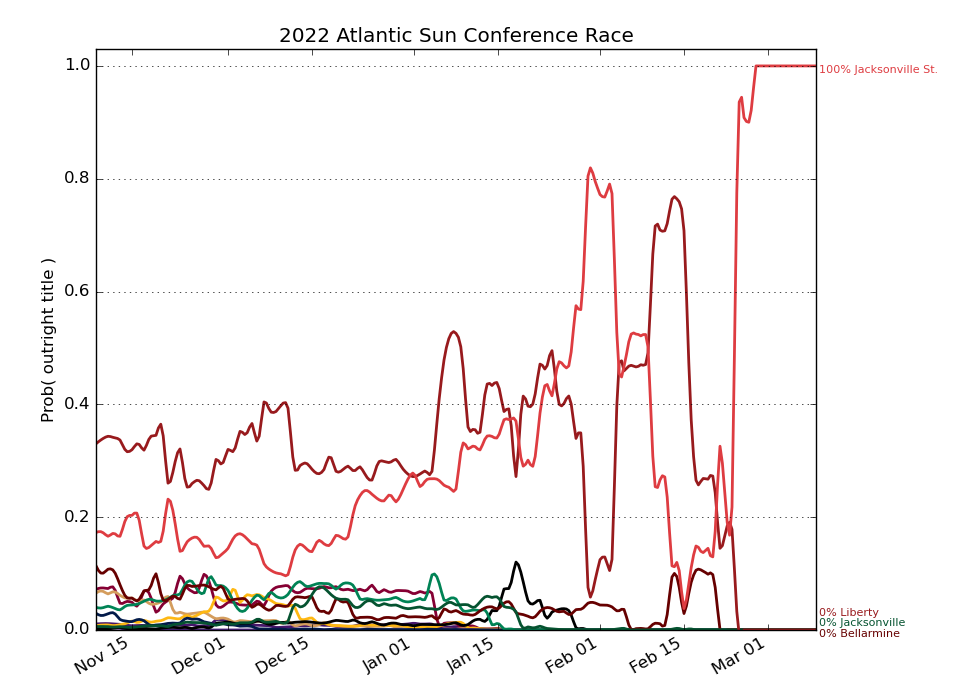 2022 Atlantic Sun Conference Race
Prob( outright title )
1.0
0.8
0.6
0.4
0.2
0.0
Nov 15
Dec 01
Dec 15
Jan 01
Jan 15
Feb 01
Feb 15
Mar 01
100% Jacksonville St.
0% Liberty
0% Jacksonville
0% Bellarmine